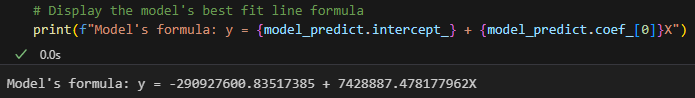 # Display the model's best fit line formula
print(f"Model's formula: y = {model_predict.intercept_} + {model_predict.coef_[0]}X")
0.0s
Model's formula: y = -290927600.83517385 + 7428887.478177962X